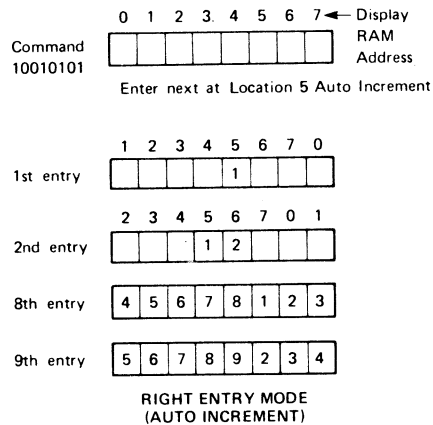 0 1 2 3. 4 5 6 7 Display
RAM
Address
Command
10010101
Enter next at Location 5 Auto Increment
1 2 3 4 5 6 7 0
1st entry 1
2 3 4 5 6 7 0 1
2nd entry 1 2
8th entry 4 5 6 7 8 1 2 3
9th entry 5 6 7 8 9 2 3 4
RIGHT ENTRY MODE
(AUTO INCREMENT)